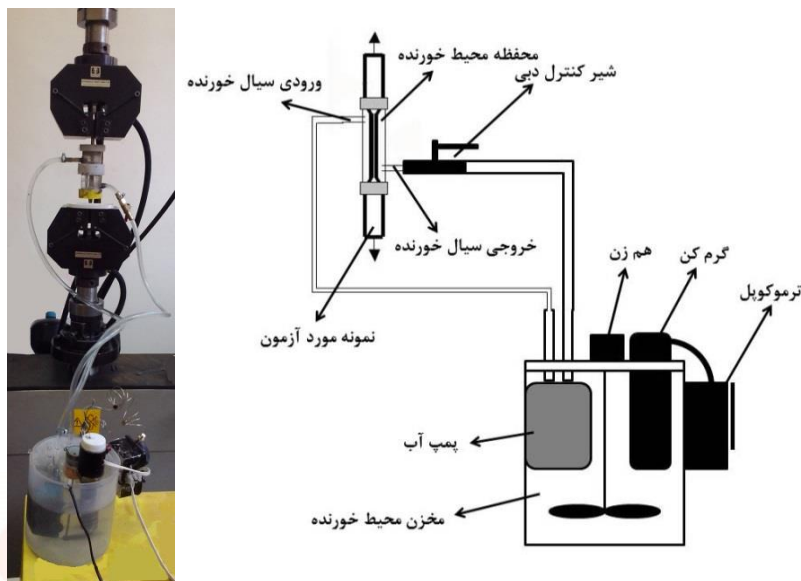 محفظه محیط خورنده
شیر کنترل دبی
ورودی سیال خورنده
خروجی سیال خورنده
هم زن
گرم کن
ترموکوپل
نمونه مورد آزمون
پمپ آب
مخزن محیط خورنده